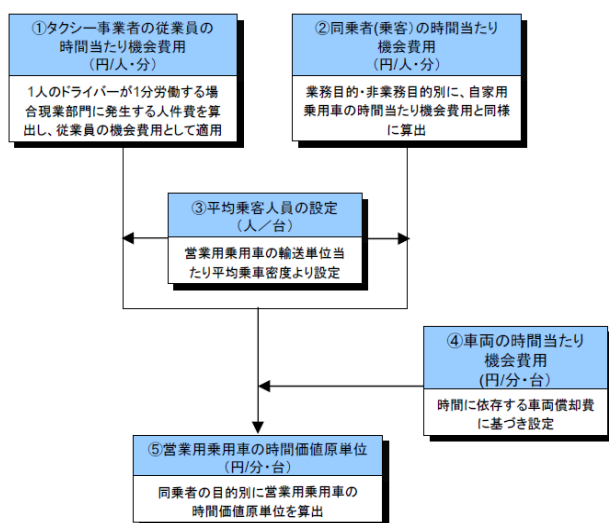 ①タクシー事業者の従業員の
時間当たり機会費用
(円/人・分)
1人のドライバーが1分労働する場
合現業部門に発生する人件費を算
出し、従業員の機会費用として適用
②同乗者(乗客)の時間当たり
機会費用
(円/人・分)
業務目的・非業務目的別に、自家用
乗用車の時間当たり機会費用と同様
に算出
③平均乗客人員の設定
(人/台)
営業用乗用車の輸送単位当
たり平均乗車密度より設定
④車両の時間当たり
機会費用
(円/分・台)
時間に依存する車両償却費
に基づき設定
⑤営業用乗用車の時間価値原単位
(円/分・台)
同乗者の目的別に営業用乗用車の
時間価値原単位を算出